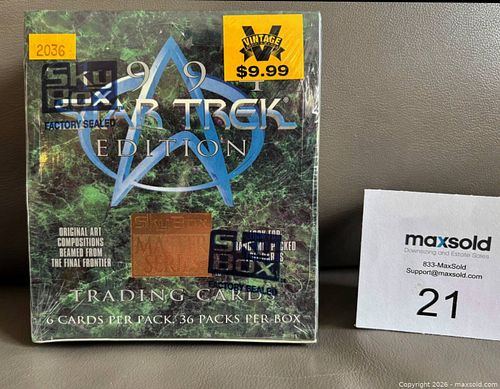 2036
VINTAGE
V
$9.99
SkyBox
FACTORY SEALED
STAR TREK
EDITION
ORIGINAL ART
COMPOSITIONS
BEAMED FROM
THE FINAL FRONTIER
SkyBox
MASTER
SkyBox
FACTORY SEALED
TRADING CARDS
6 CARDS PER PACK. 36 PACKS PER BOX
maxsold
Downsizing and Estate Sales
833-MaxSold
Support@maxsold.com
21
Copyright 2026 - maxsold.com